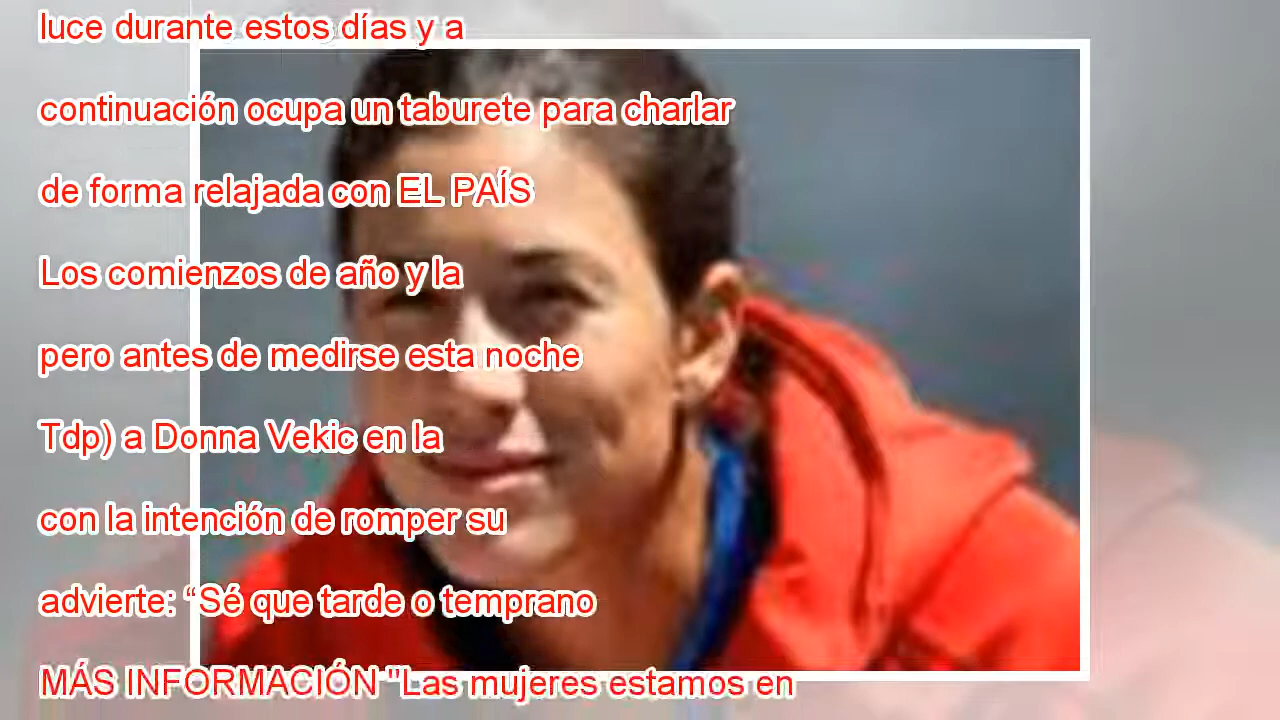 luce durante estos días y a
continuación ocupa un taburete para charlar
de forma relajada con EL PAÍS
Los comienzos de año y la
pero antes de medirse esta noche
Tdp) a Donna Vekic en la
con la intención de romper su
advierte: “Sé que tarde o temprano
MÁS INFORMACIÓN "Las mujeres estamos en